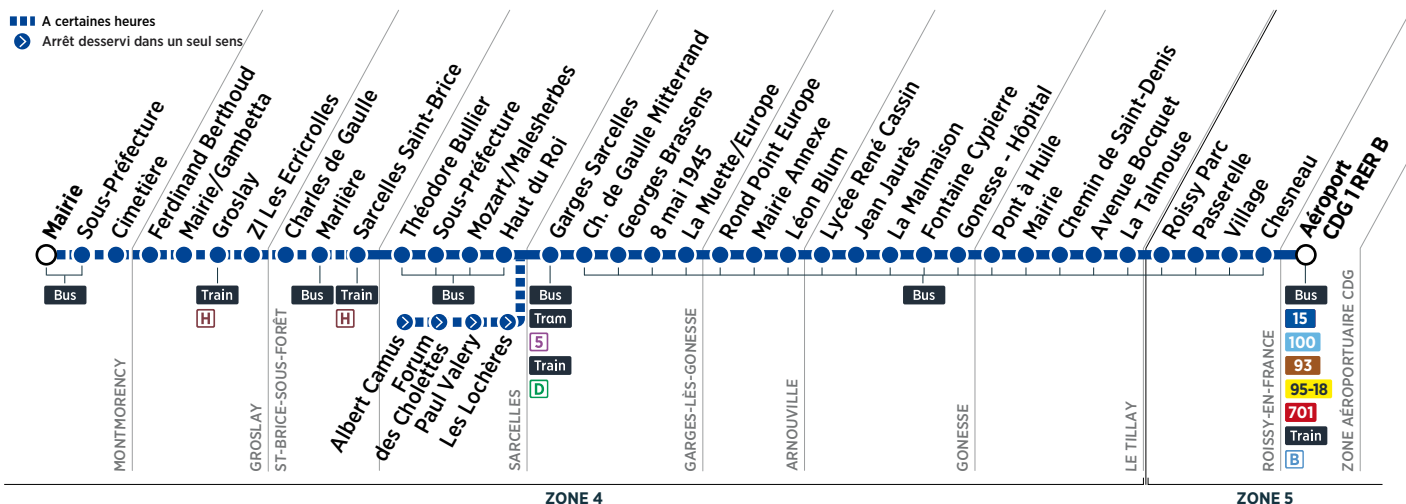 A certaines heures
Arrêt desservi dans un seul sens
Mairie
Sous-Préfecture
Cimetière
Ferdinand Berthoud
Mairie/Gambetta
Groslay
ZI Les Ecricrolles
Charles de Gaulle
Marlière
Sarcelles Saint-Brice
Théodore Bullier
Sous-Préfecture
Mozart/Malesherbes
Haut du Roi
Garges Sarcelles
Ch. de Gaulle Mitterrand
Georges Brassens
8 mai 1945
La Muette/Europe
Rond Point Europe
Mairie Annexe
Léon Blum
Lycée René Cassin
Jean Jaurès
La Malmaison
Fontaine Cypierre
Gonesse - Hôpital
Pont à Huile
Mairie
Chemin de Saint-Denis
Avenue Bocquet
La Talmouse
Roissy Parc
Passerelle
Village
Chesneau
Aéroport
CDG 1 RER B
Bus
Train
H
Bus
Train
H
Bus
Bus
Tram
5
Train
D
Bus
Bus
15
100
93
95-18
701
Train
B
Albert Camus
Forum
des Cholettes
Paul Valery
Les Lochères
MONTMORENCY
GROSLAY
ST-BRICE-SOUS-FORÊT
SARCELLES
GARGES-LÈS-GONESSE
ARNOUVILLE
GONESSE
LE TILLAY
ROISSY-EN-FRANCE
ZONE AÉROPORTUAIRE CDG
ZONE 4
ZONE 5